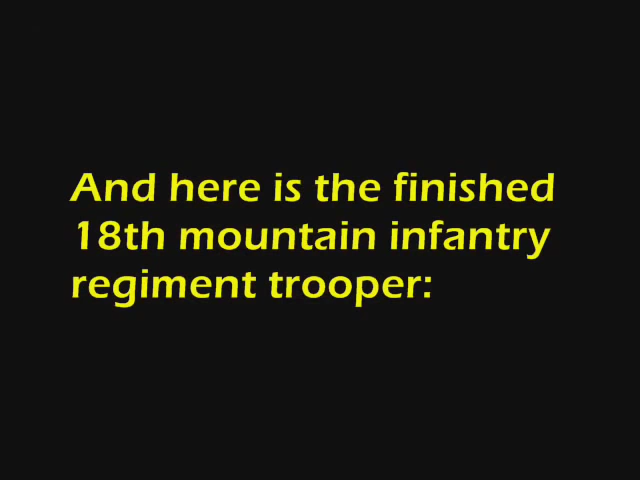 And here is the finished
18th mountain infantry
regiment trooper: